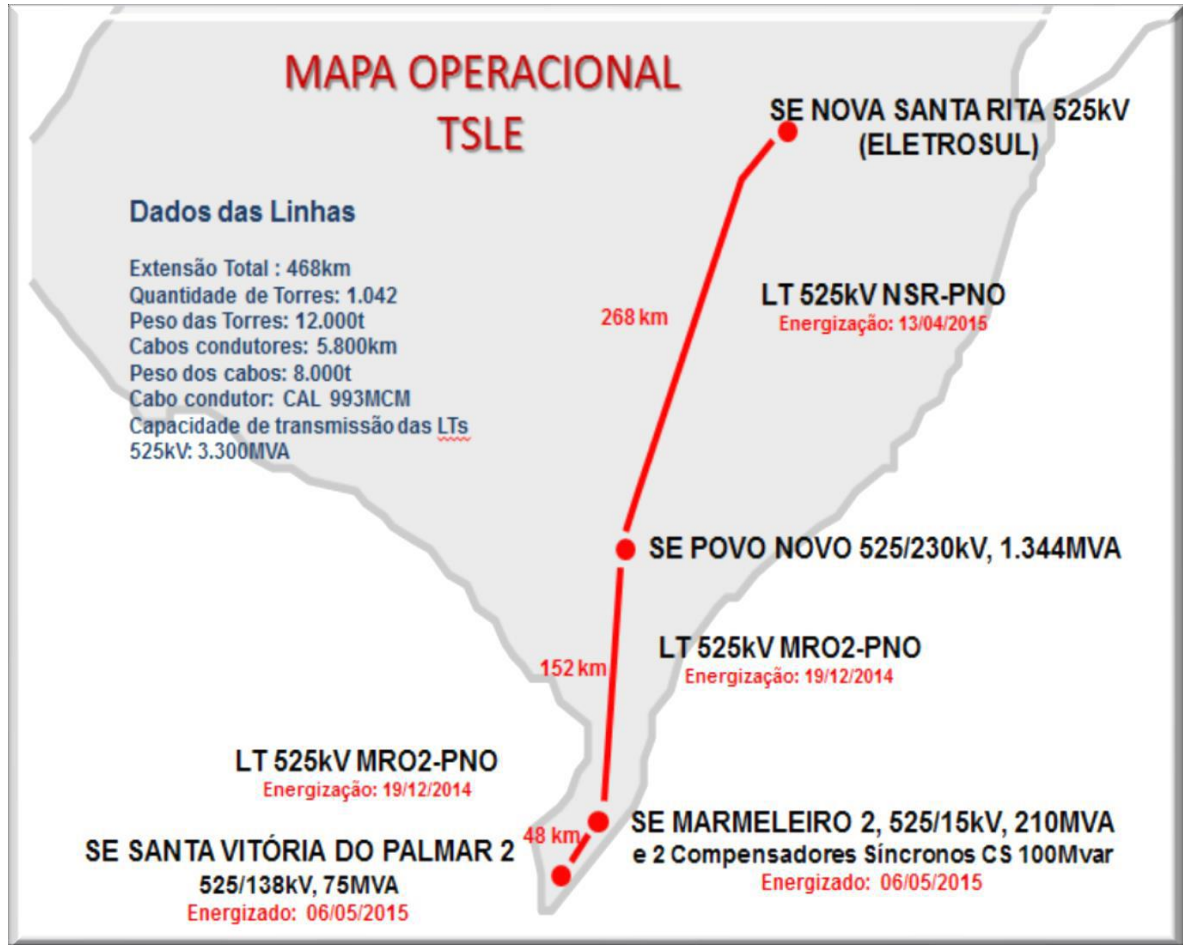 MAPA OPERACIONAL
TSLE
SE NOVA SANTA RITA 525kV
(ELETROSUL)
Dados das Linhas
Extensão Total : 468km
Quantidade de Torres: 1.042
Peso das Torres: 12.000t
Cabos condutores: 5.800km
Peso dos cabos: 8.000t
Cabo condutor: CAL 993MCM
Capacidade de transmissão das LTs
525kV: 3.300MVA
LT 525kV NSR-PNO
Energização: 13/04/2015
268 km
SE POVO NOVO 525/230kV, 1.344MVA
LT 525kV MRO2-PNO
Energização: 19/12/2014
152 km
LT 525kV MRO2-PNO
Energização: 19/12/2014
SE MARMELEIRO 2, 525/15kV, 210MVA
e 2 Compensadores Síncronos CS 100Mvar
Energizado: 06/05/2015
48 km
SE SANTA VITÓRIA DO PALMAR 2
525/138kV, 75MVA
Energizado: 06/05/2015